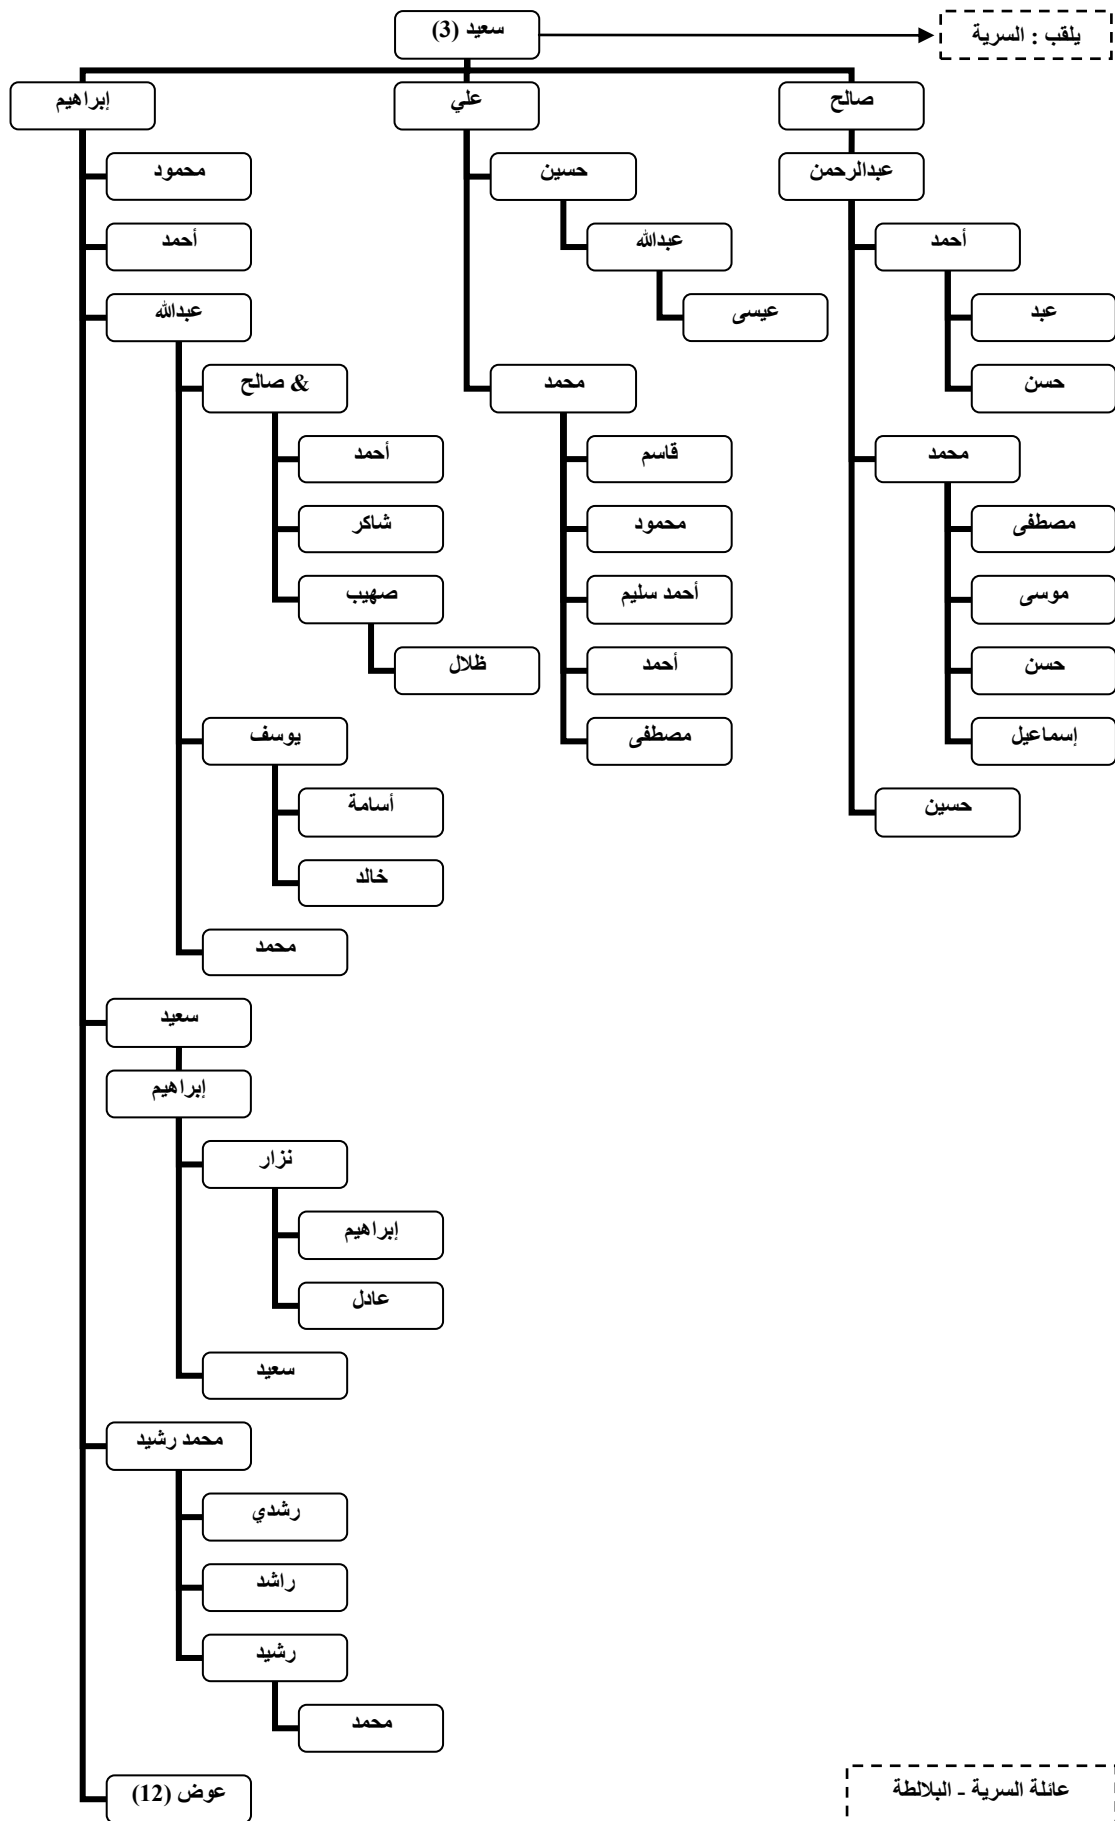 سعيد (3)
يلقب : السرية
صالح
علي
إبراهيم
عبدالرحمن
حسين
محمود
أحمد
عبدالله
أحمد
عبد
عيسى
عبدالله
حسن
محمد
& صالح
محمد
قاسم
أحمد
مصطفى
محمود
شاكر
موسى
أحمد سليم
صهيب
حسن
أحمد
ظلال
إسماعيل
مصطفى
يوسف
حسين
أسامة
خالد
محمد
سعيد
إبراهيم
نزار
إبراهيم
عادل
سعيد
محمد رشيد
رشدي
راشد
رشيد
محمد
عوض (12)
عائلة السرية - البلالطة